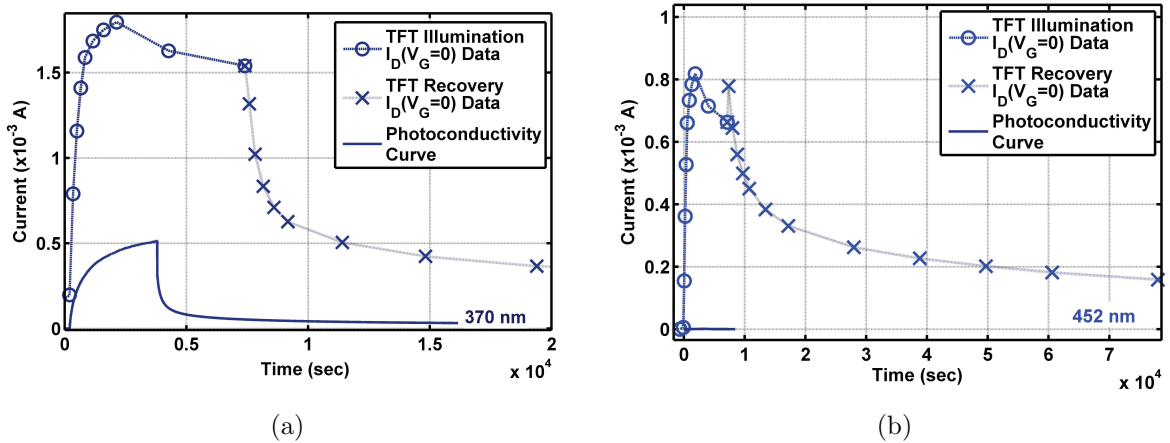 TFT Illumination
I_D(V_G=0) Data
TFT Recovery
I_D(V_G=0) Data
Photoconductivity
Curve
Current (x10⁻³ A)
1.5
1
0.5
0
0 0.5 1 1.5 2
Time (sec)
x 10⁴
370 nm
(a)
TFT Illumination
I_D(V_G=0) Data
TFT Recovery
I_D(V_G=0) Data
Photoconductivity
Curve
Current (x10⁻³ A)
1
0.8
0.6
0.4
0.2
0
0 1 2 3 4 5 6 7
Time (sec)
x 10⁴
452 nm
(b)